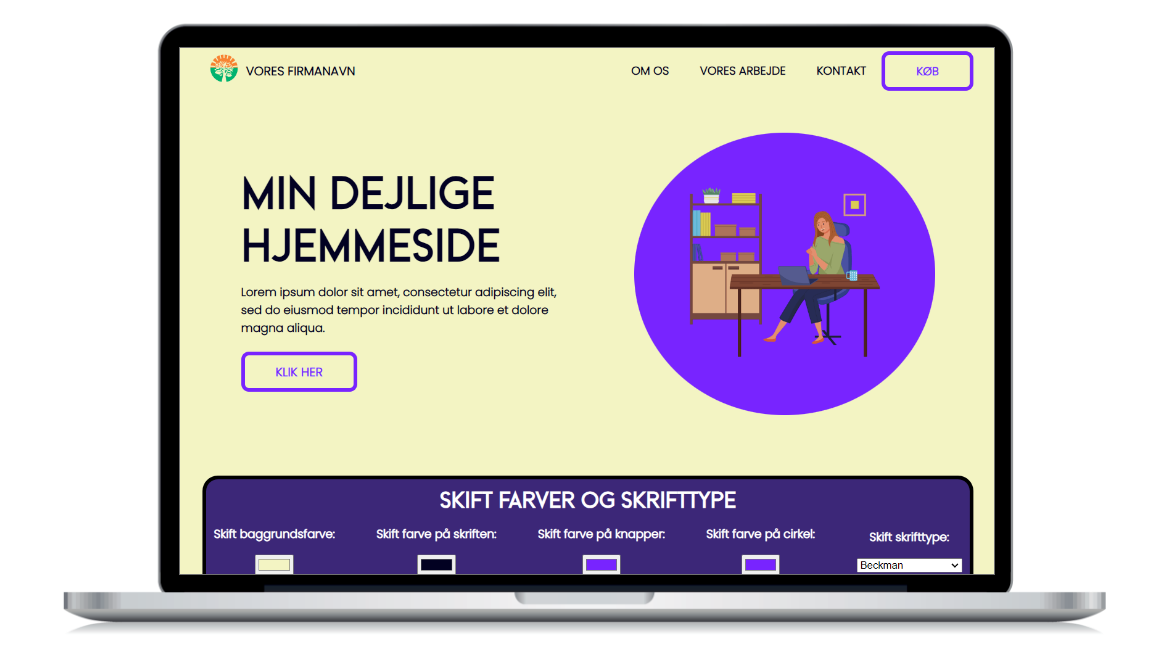 VORES FIRMANAVN
OM OS
VORES ARBEJDE
KONTAKT
KØB
MIN DEJLIGE
HJEMMESIDE
Lorem ipsum dolor sit amet, consectetur adipiscing elit,
sed do eiusmod tempor incididunt ut labore et dolore
magna aliqua.
KLIK HER
SKIFT FARVER OG SKRIFTTYPE
Skift baggrundsfarve:
Skift farve på skriften:
Skift farve på knapper:
Skift farve på cirkel:
Skift skrifttype:
Beckman